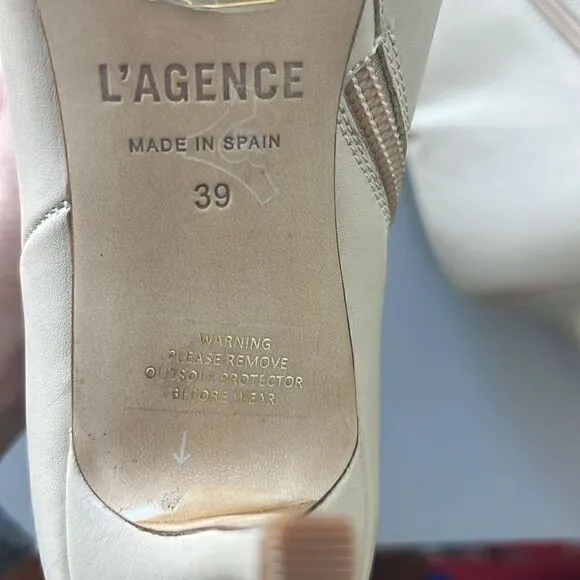 L'AGENCE
MADE IN SPAIN
39
WARNING
PLEASE REMOVE
OUTSOLE PROTECTOR
BEFORE WEAR